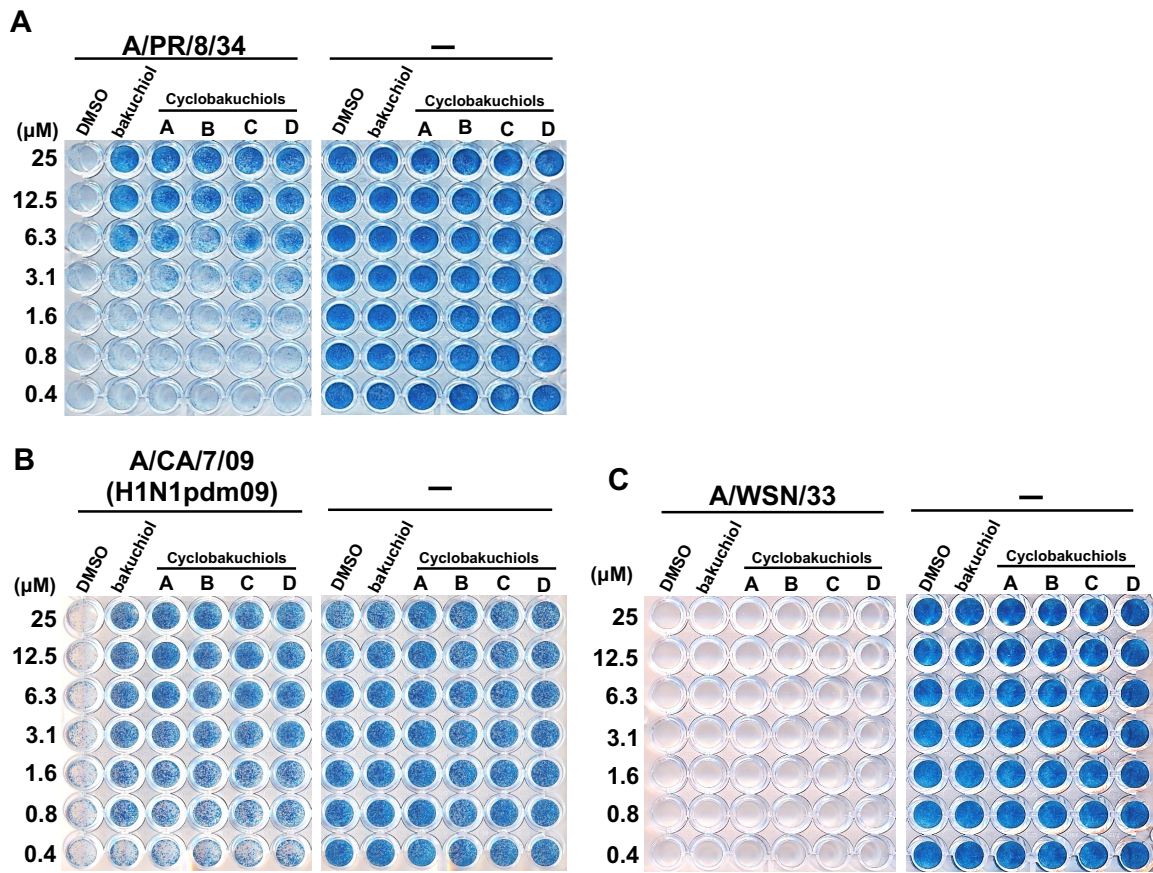 A
A/PR/8/34 —
DMSO bakuchiol Cyclobakuchiols DMSO bakuchiol Cyclobakuchiols
(µM) A B C D A B C D
25
12.5
6.3
3.1
1.6
0.8
0.4
B
A/CA/7/09
(H1N1pdm09) —
DMSO bakuchiol Cyclobakuchiols DMSO bakuchiol Cyclobakuchiols
(µM) A B C D A B C D
25
12.5
6.3
3.1
1.6
0.8
0.4
C
A/WSN/33 —
DMSO bakuchiol Cyclobakuchiols DMSO bakuchiol Cyclobakuchiols
(µM) A B C D A B C D
25
12.5
6.3
3.1
1.6
0.8
0.4